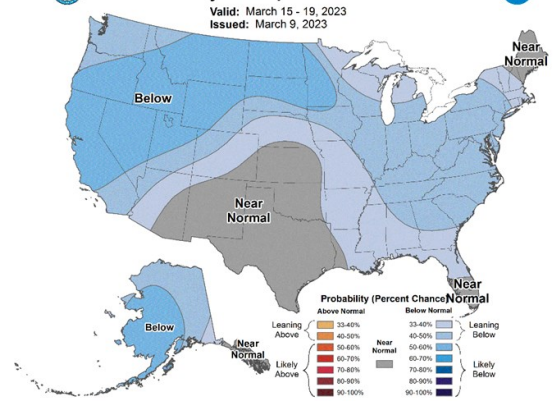 Valid: March 15 - 19, 2023
Issued: March 9, 2023
Near
Normal
Below
Near
Normal
Near
Normal
Below
Near
Normal
Probability (Percent Chance)
Above Normal
Below Normal
Leaning
Above
33-40%
40-50%
Likely
Above
50-60%
60-70%
70-80%
80-90%
90-100%
Near
Normal
33-40%
40-50%
Leaning
Below
50-60%
60-70%
70-80%
80-90%
90-100%
Likely
Below